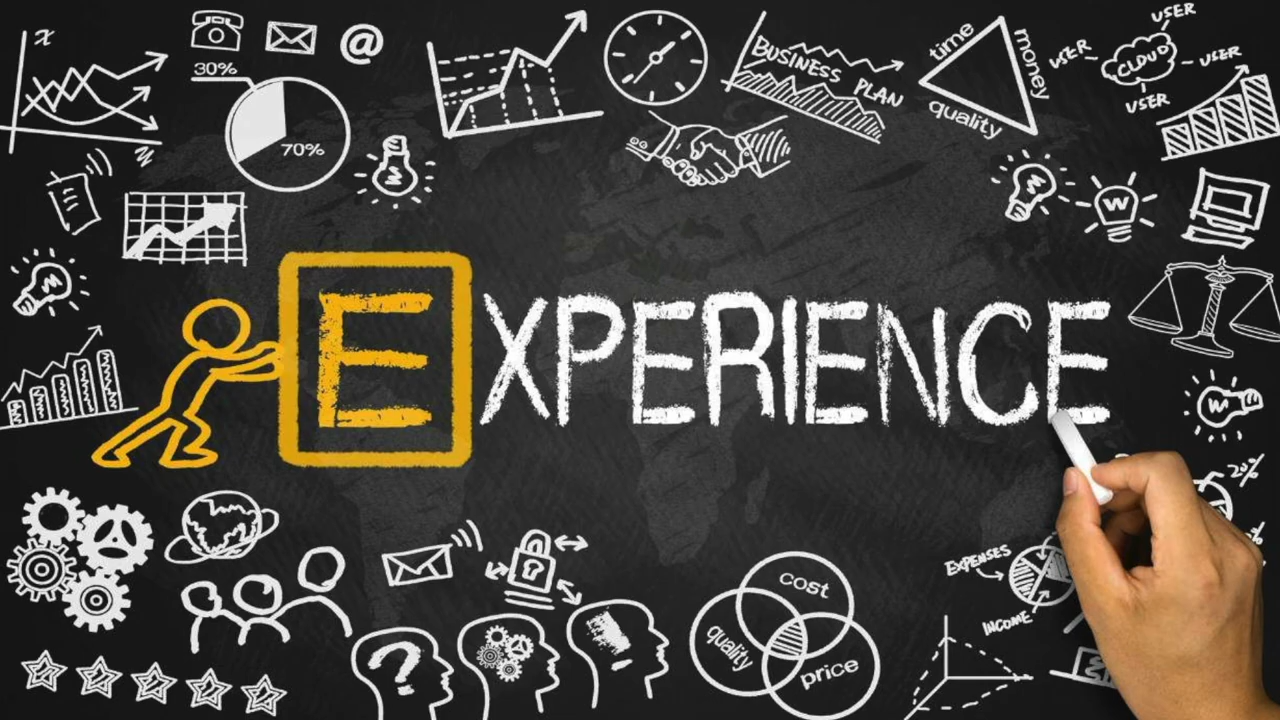 x
@
30%
70%
y
BUSINESS PLAN
time
money
quality
USER
USER
CLOUD
USER
USER
W
EXPERIENCE
W
20%
EXPENSES
INCOME
?
cost
quality
price